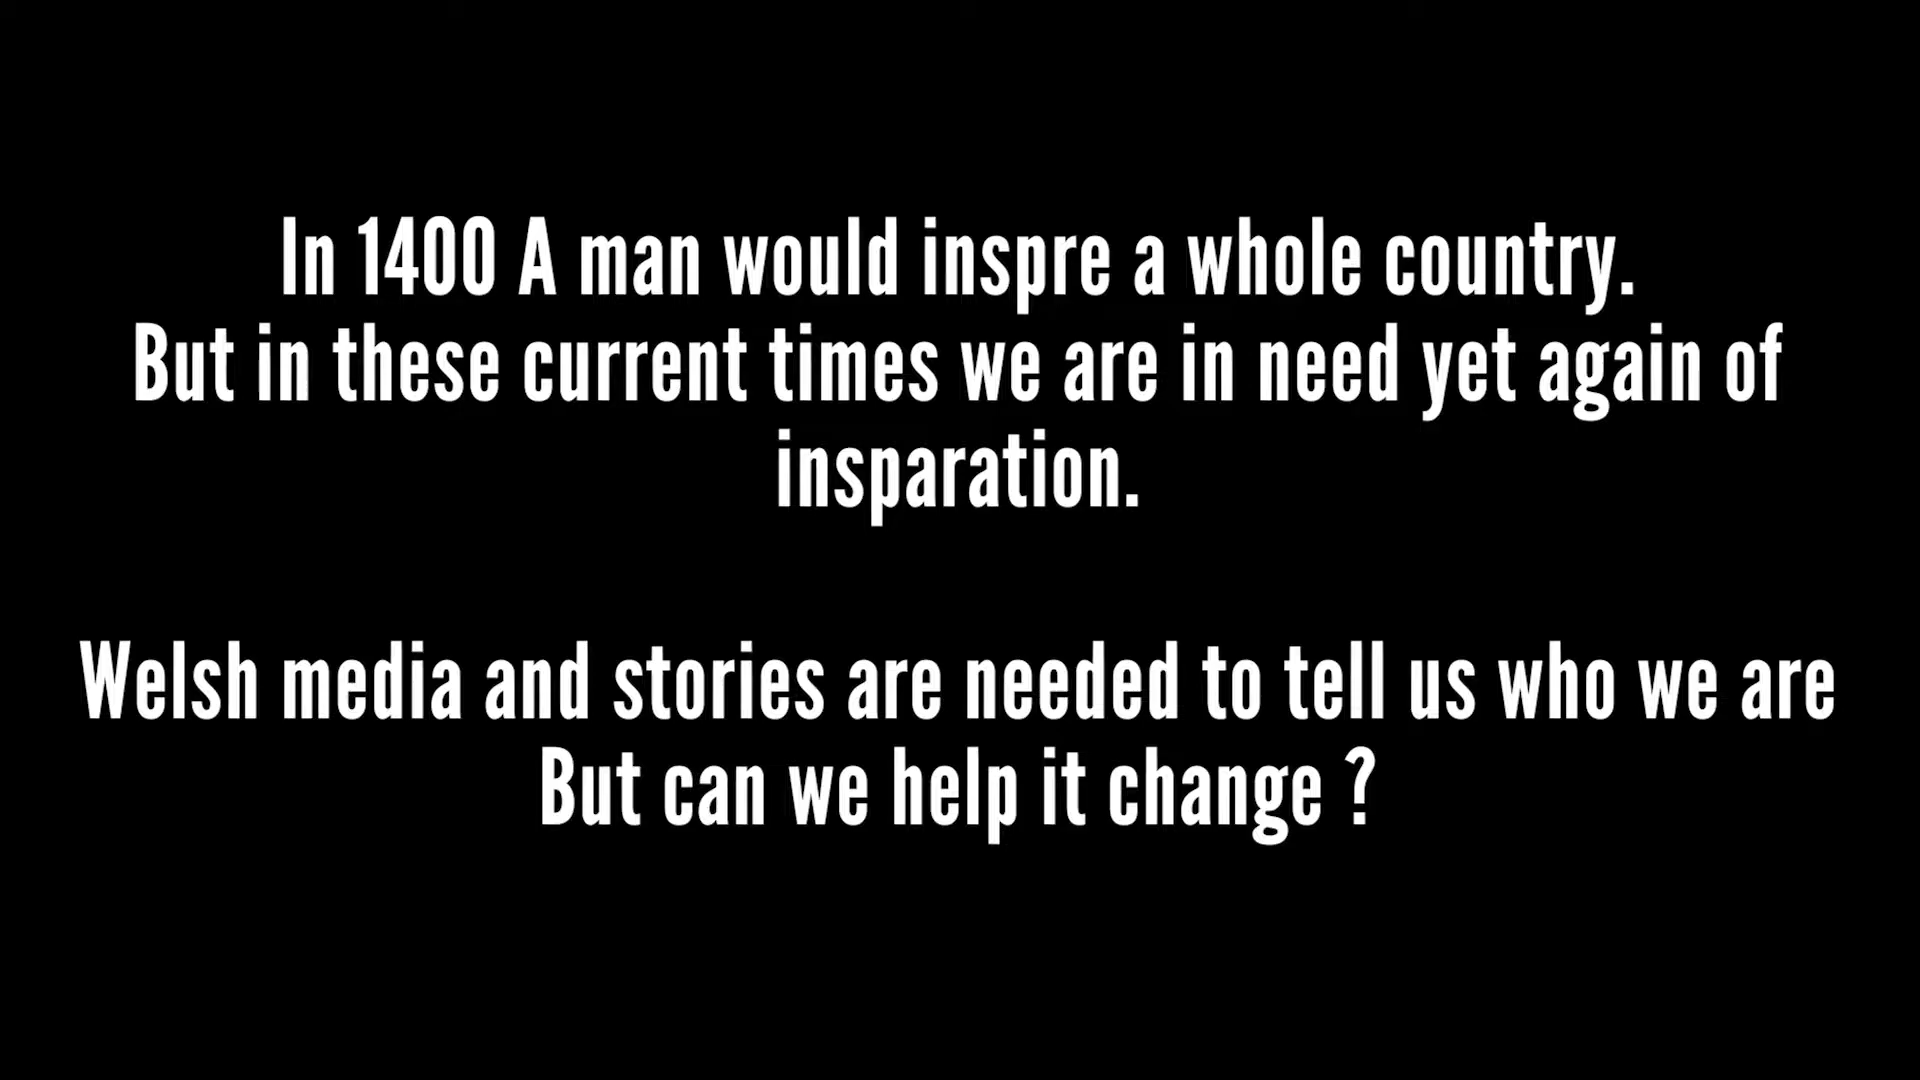 In 1400 A man would inspre a whole country.
But in these current times we are in need yet again of
insparation.
Welsh media and stories are needed to tell us who we are
But can we help it change ?